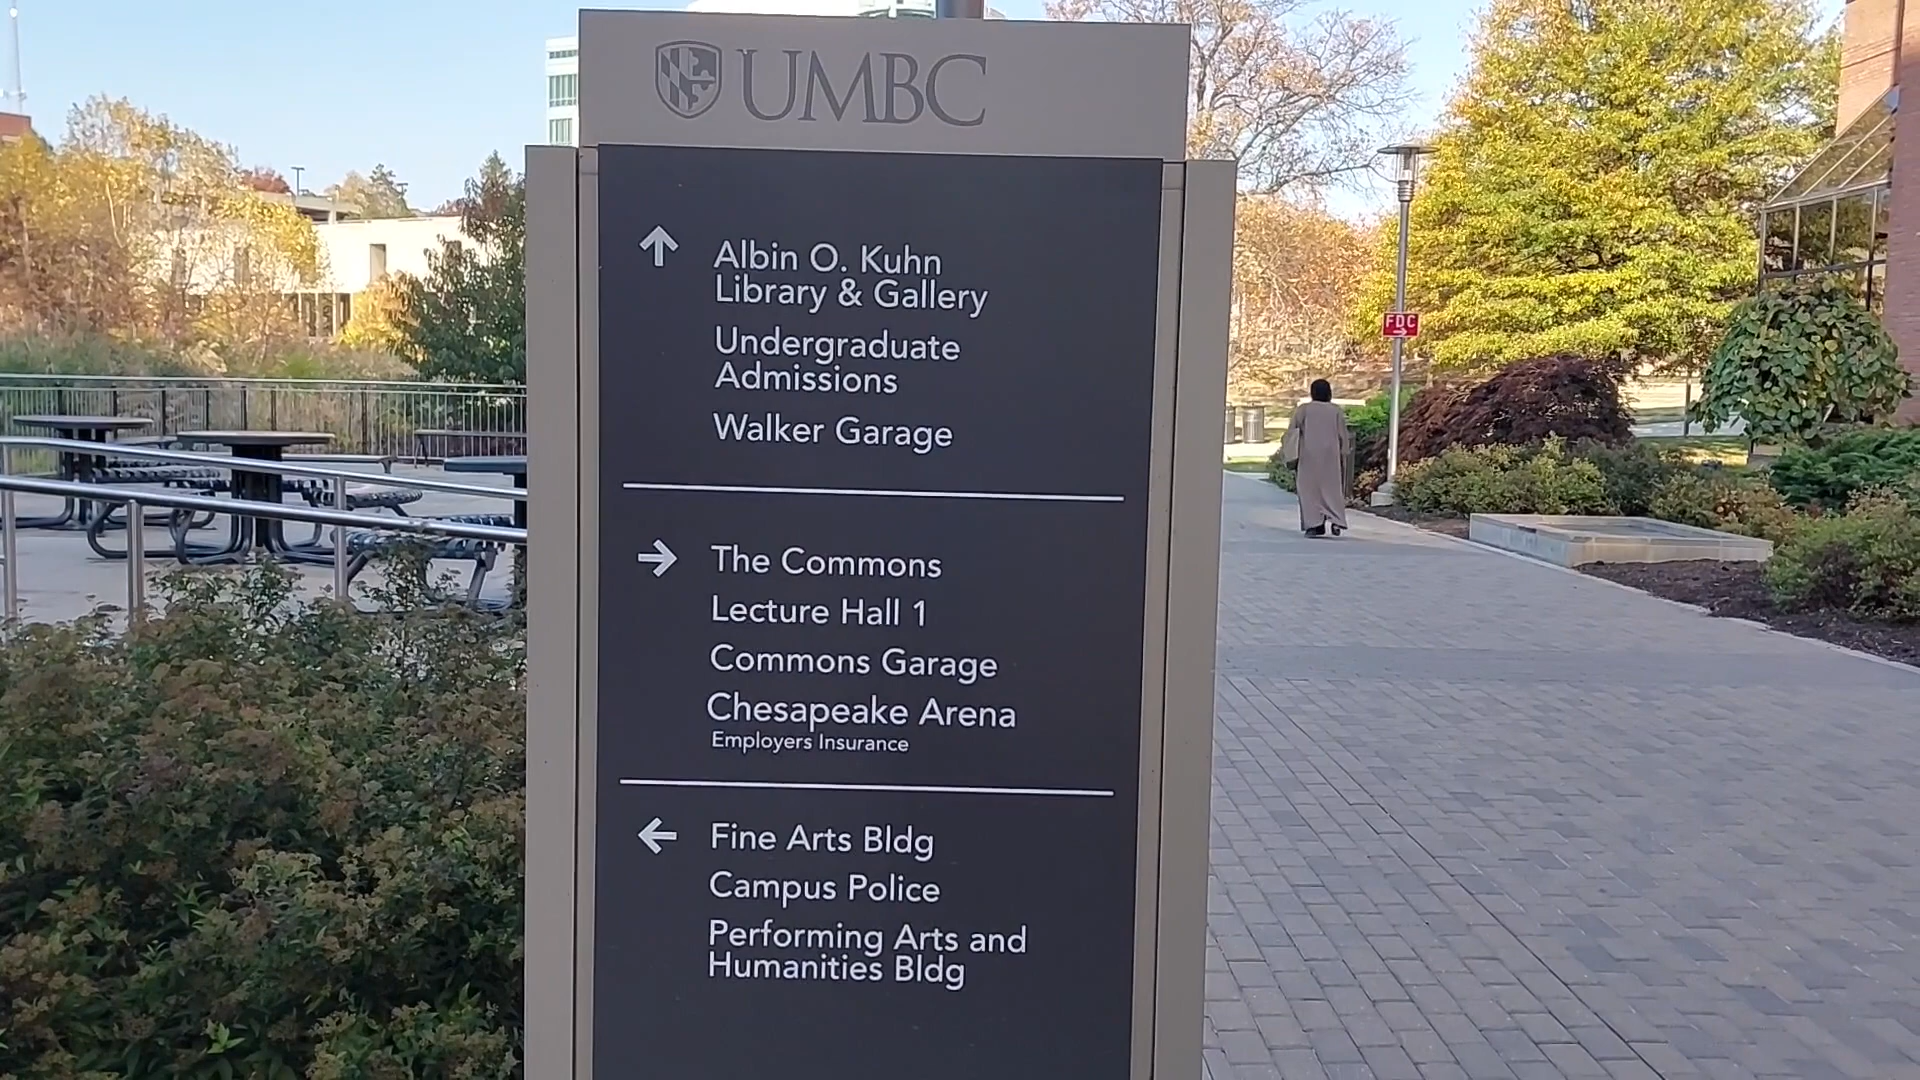 UMBC
↑ Albin O. Kuhn
Library & Gallery
Undergraduate
Admissions
Walker Garage
→ The Commons
Lecture Hall 1
Commons Garage
Chesapeake Arena
Employers Insurance
← Fine Arts Bldg
Campus Police
Performing Arts and
Humanities Bldg
FDC
→